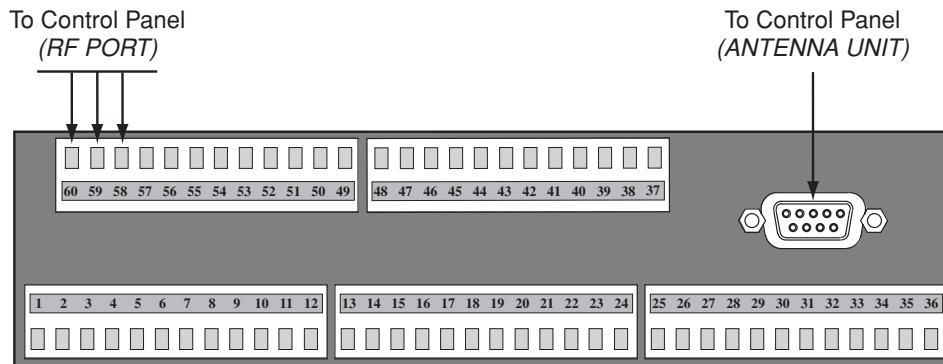 To Control Panel
(RF PORT)
To Control Panel
(ANTENNA UNIT)
60 59 58 57 56 55 54 53 52 51 50 49
48 47 46 45 44 43 42 41 40 39 38 37
1 2 3 4 5 6 7 8 9 10 11 12
13 14 15 16 17 18 19 20 21 22 23 24
25 26 27 28 29 30 31 32 33 34 35 36